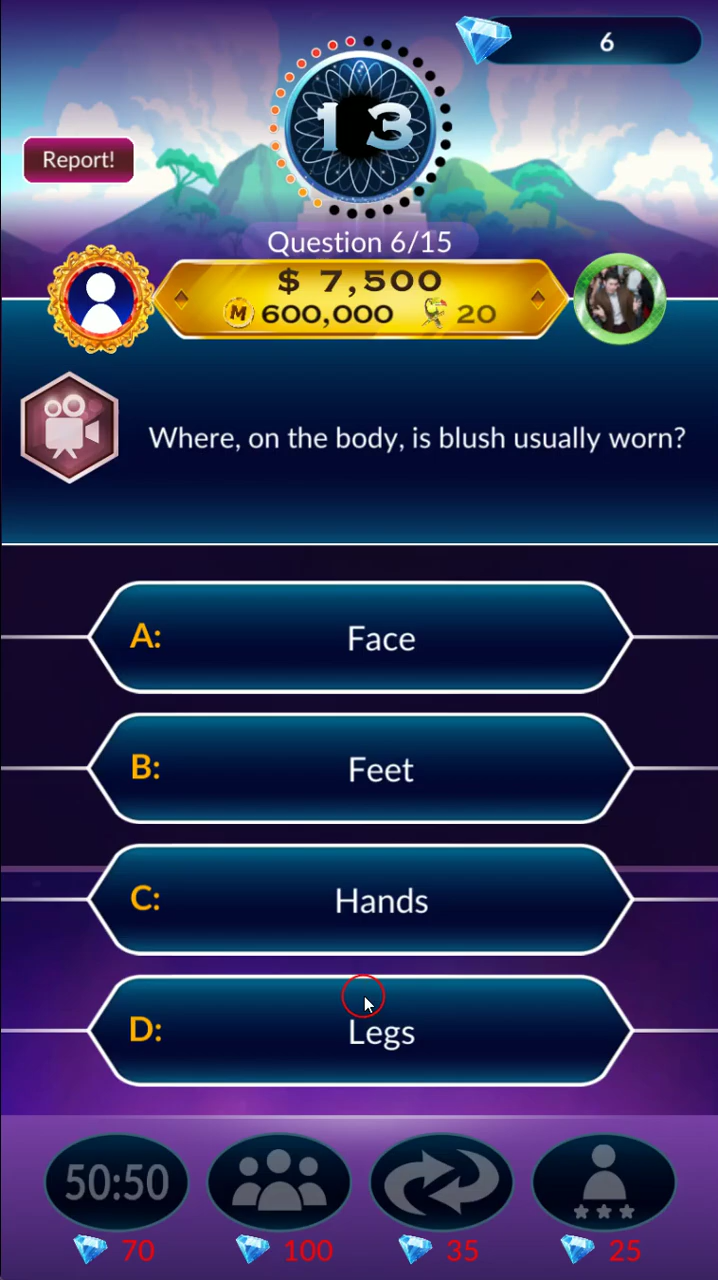 6
13
Report!
Question 6/15
$ 7,500
M 600,000 20
Where, on the body, is blush usually worn?
A: Face
B: Feet
C: Hands
D: Legs
50:50
70 100 35 25